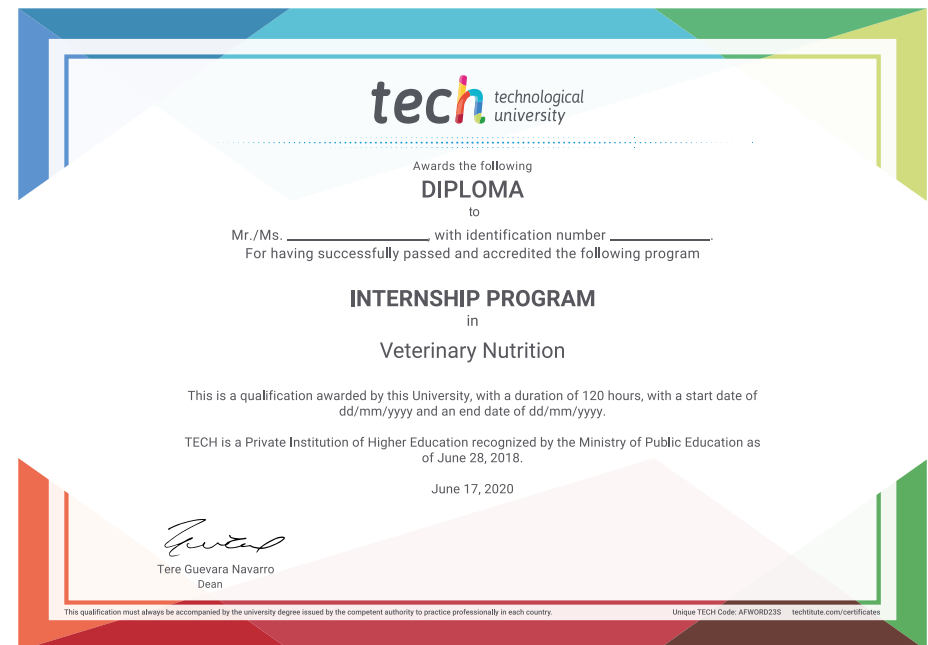 tech technological
university
Awards the following
DIPLOMA
to
Mr./Ms. ________________, with identification number ____________.
For having successfully passed and accredited the following program
INTERNSHIP PROGRAM
in
Veterinary Nutrition
This is a qualification awarded by this University, with a duration of 120 hours, with a start date of
dd/mm/yyyy and an end date of dd/mm/yyyy.
TECH is a Private Institution of Higher Education recognized by the Ministry of Public Education as
of June 28, 2018.
June 17, 2020
Tere Guevara Navarro
Dean
This qualification must always be accompanied by the university degree issued by the competent authority to practice professionally in each country.
Unique TECH Code: AFWORD23S techtitute.com/certificates